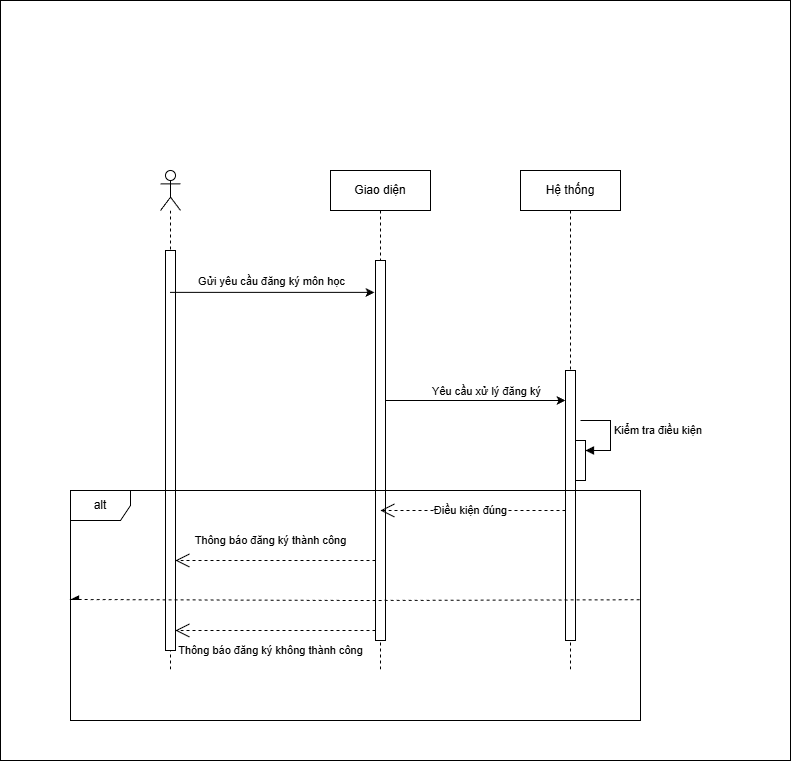 Giao diện
Hệ thống
Gửi yêu cầu đăng ký môn học
Yêu cầu xử lý đăng ký
Kiểm tra điều kiện
alt
Điều kiện đúng
Thông báo đăng ký thành công
Thông báo đăng ký không thành công